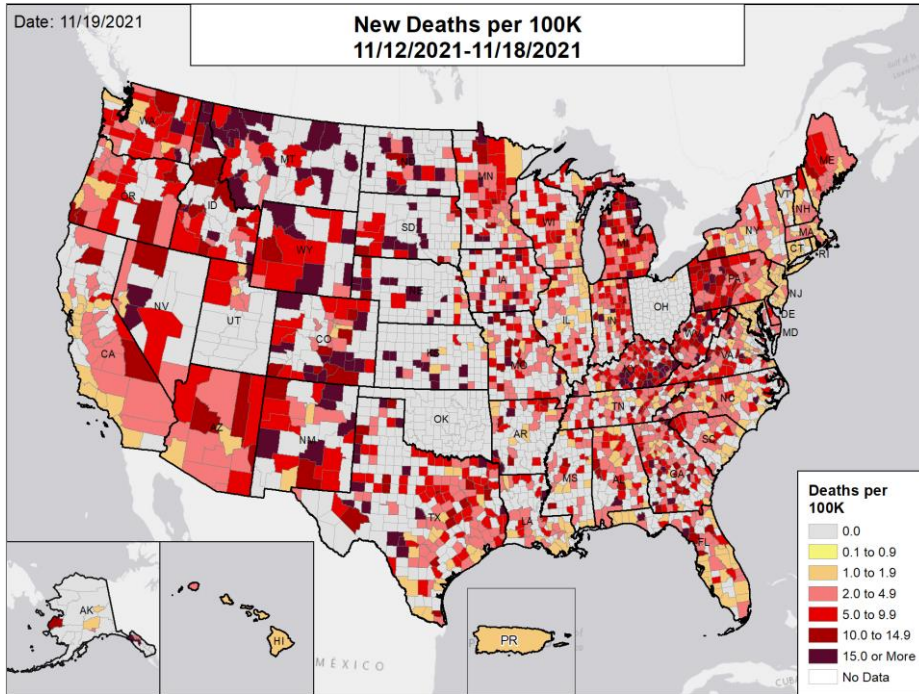 Date: 11/19/2021
New Deaths per 100K
11/12/2021-11/18/2021
WA
MT
ND
MN
ME
OR
ID
SD
WI
VT
NH
WY
MI
NY
MA
CT
RI
IA
NE
PA
NJ
NV
UT
OH
IL
IN
DE
CO
MD
CA
KS
MO
WV
VA
KY
NC
TN
AZ
NM
OK
AR
SC
MS
AL
GA
TX
LA
FL
AK
HI
PR
MÉXICO
CUBA
Deaths per
100K
0.0
0.1 to 0.9
1.0 to 1.9
2.0 to 4.9
5.0 to 9.9
10.0 to 14.9
15.0 or More
No Data